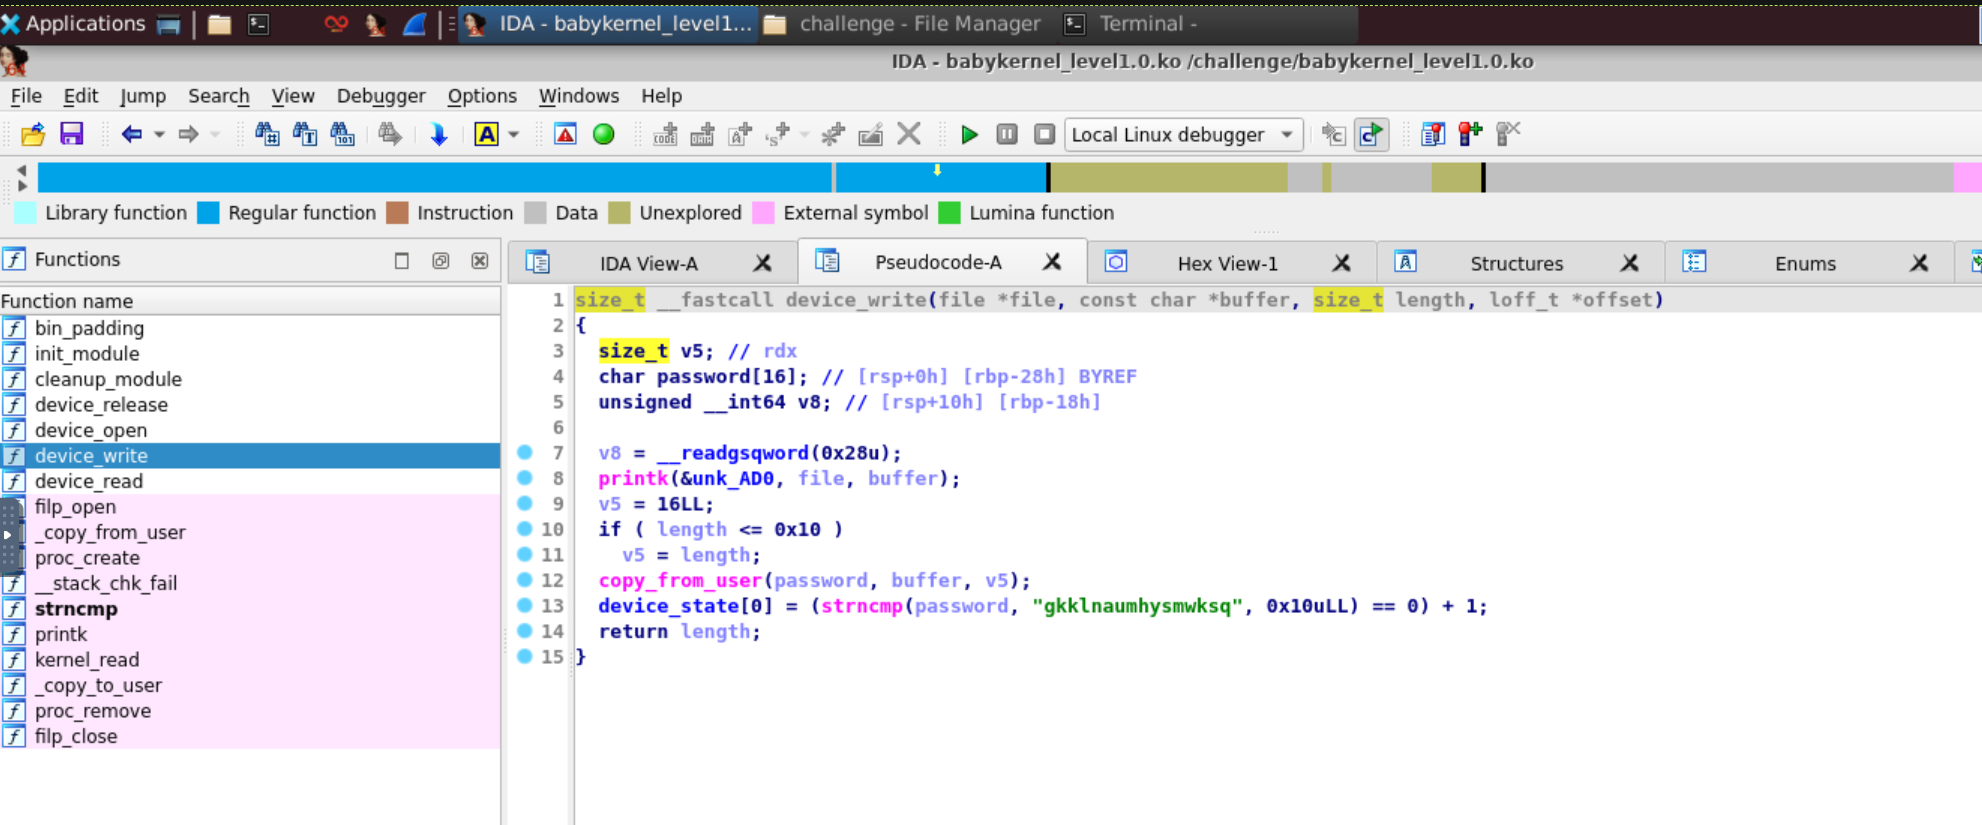 Applications IDA - babykernel_level1... challenge - File Manager Terminal -
IDA - babykernel_level1.0.ko /challenge/babykernel_level1.0.ko
File Edit Jump Search View Debugger Options Windows Help
Local Linux debugger
Library function Regular function Instruction Data Unexplored External symbol Lumina function
Functions
Function name
bin_padding
init_module
cleanup_module
device_release
device_open
device_write
device_read
filp_open
_copy_from_user
proc_create
__stack_chk_fail
strncmp
printk
kernel_read
_copy_to_user
proc_remove
filp_close
IDA View-A Pseudocode-A Hex View-1 Structures Enums
1 size_t __fastcall device_write(file *file, const char *buffer, size_t length, loff_t *offset)
2 {
3 size_t v5; // rdx
4 char password[16]; // [rsp+0h] [rbp-28h] BYREF
5 unsigned __int64 v8; // [rsp+10h] [rbp-18h]
6
7 v8 = __readgsqword(0x28u);
8 printk(&unk_AD0, file, buffer);
9 v5 = 16LL;
10 if ( length <= 0x10 )
11 v5 = length;
12 copy_from_user(password, buffer, v5);
13 device_state[0] = (strncmp(password, "gkklnaumhysmwksq", 0x10uLL) == 0) + 1;
14 return length;
15 }